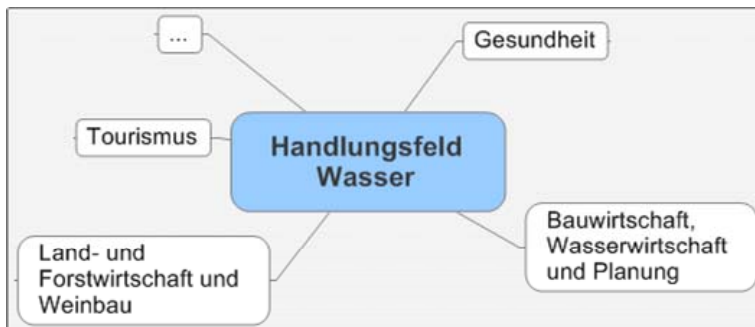 ...
Gesundheit
Tourismus
Handlungsfeld
Wasser
Land- und
Forstwirtschaft und
Weinbau
Bauwirtschaft,
Wasserwirtschaft
und Planung